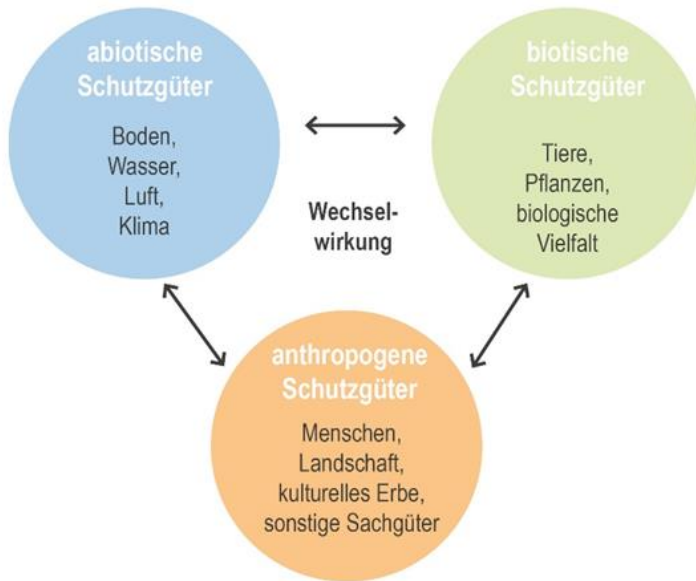 abiotische
Schutzgüter
Boden,
Wasser,
Luft,
Klima
biotische
Schutzgüter
Tiere,
Pflanzen,
biologische
Vielfalt
Wechsel-
wirkung
anthropogene
Schutzgüter
Menschen,
Landschaft,
kulturelles Erbe,
sonstige Sachgüter